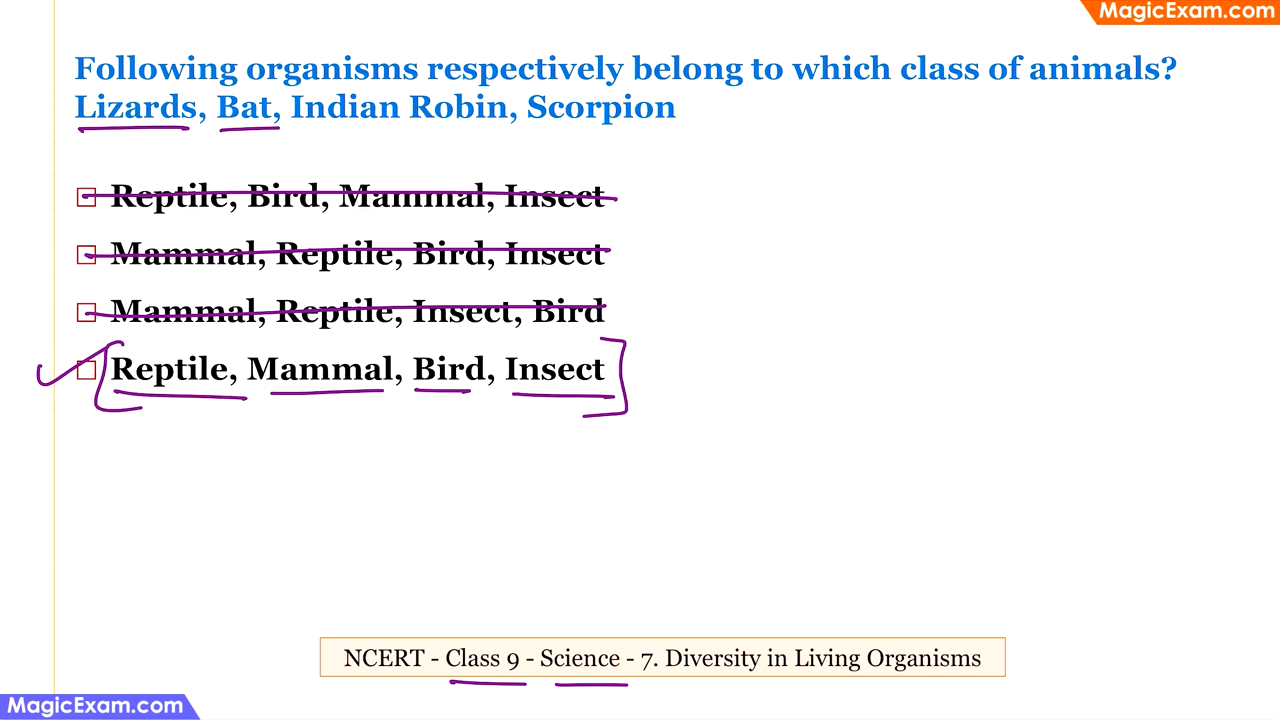 MagicExam.com
Following organisms respectively belong to which class of animals?
Lizards, Bat, Indian Robin, Scorpion
Reptile, Bird, Mammal, Insect
Mammal, Reptile, Bird, Insect
Mammal, Reptile, Insect, Bird
Reptile, Mammal, Bird, Insect
NCERT - Class 9 - Science - 7. Diversity in Living Organisms
MagicExam.com